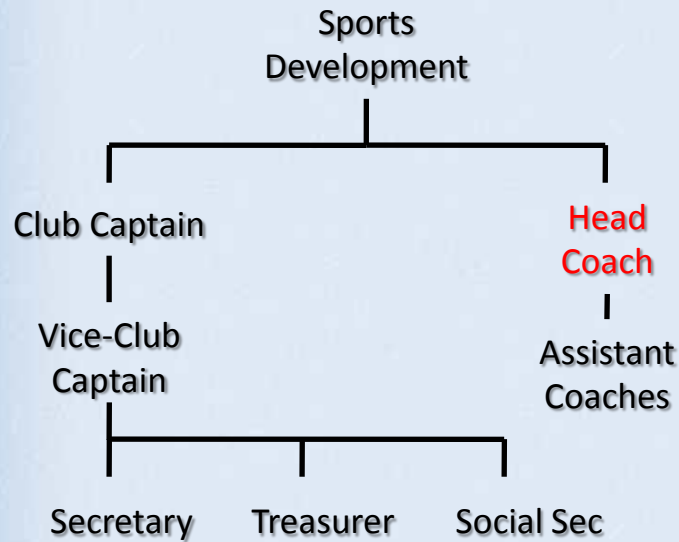 Sports
Development
Club Captain
Head
Coach
Vice-Club
Captain
Assistant
Coaches
Secretary
Treasurer
Social Sec